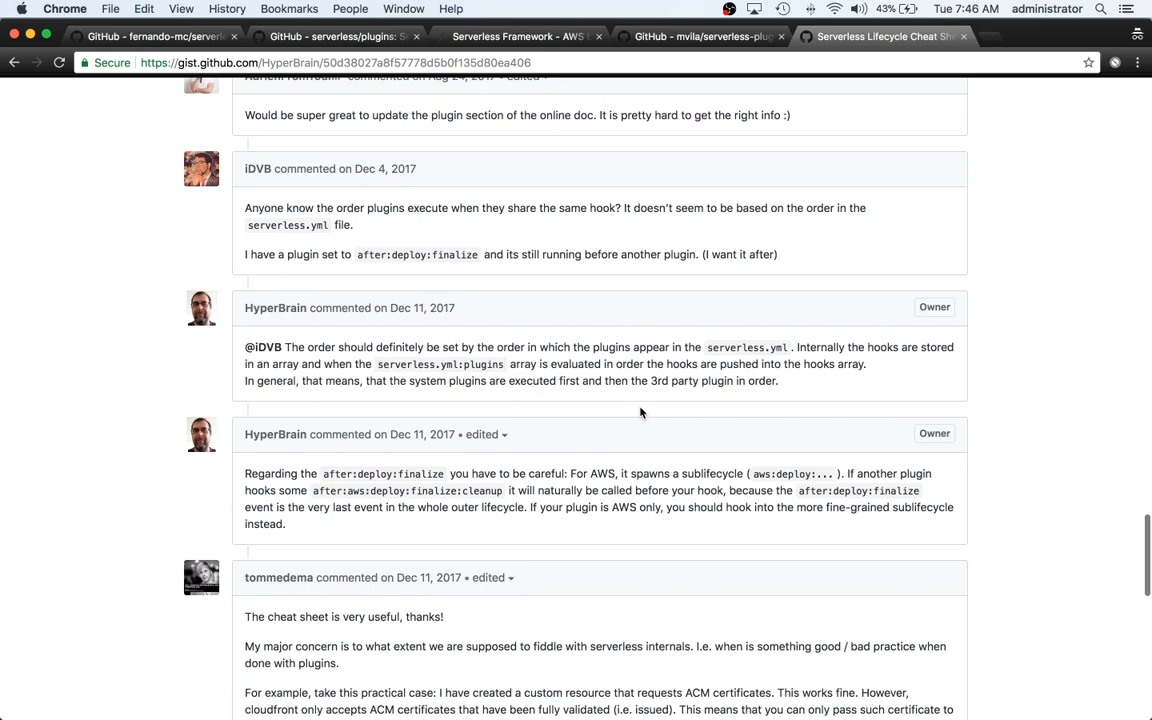 Chrome File Edit View History Bookmarks People Window Help 43% Tue 7:46 AM administrator
GitHub - fernando-mc/serverle × GitHub - serverless/plugins: Se × Serverless Framework - AWS L × GitHub - mvila/serverless-plug × Serverless Lifecycle Cheat She ×
Secure https://gist.github.com/HyperBrain/50d38027a8f57778d5b0f135d80ea406
commented on Aug 24, 2017 • edited
Would be super great to update the plugin section of the online doc. It is pretty hard to get the right info :)
iDVB commented on Dec 4, 2017
Anyone know the order plugins execute when they share the same hook? It doesn't seem to be based on the order in the
serverless.yml file.
I have a plugin set to after:deploy:finalize and its still running before another plugin. (I want it after)
HyperBrain commented on Dec 11, 2017 Owner
@iDVB The order should definitely be set by the order in which the plugins appear in the serverless.yml. Internally the hooks are stored
in an array and when the serverless.yml:plugins array is evaluated in order the hooks are pushed into the hooks array.
In general, that means, that the system plugins are executed first and then the 3rd party plugin in order.
HyperBrain commented on Dec 11, 2017 • edited Owner
Regarding the after:deploy:finalize you have to be careful: For AWS, it spawns a sublifecycle ( aws:deploy:... ). If another plugin
hooks some after:aws:deploy:finalize:cleanup it will naturally be called before your hook, because the after:deploy:finalize
event is the very last event in the whole outer lifecycle. If your plugin is AWS only, you should hook into the more fine-grained sublifecycle
instead.
tommedema commented on Dec 11, 2017 • edited
The cheat sheet is very useful, thanks!
My major concern is to what extent we are supposed to fiddle with serverless internals. I.e. when is something good / bad practice when
done with plugins.
For example, take this practical case: I have created a custom resource that requests ACM certificates. This works fine. However,
cloudfront only accepts ACM certificates that have been fully validated (i.e. issued). This means that you can only pass such certificate to